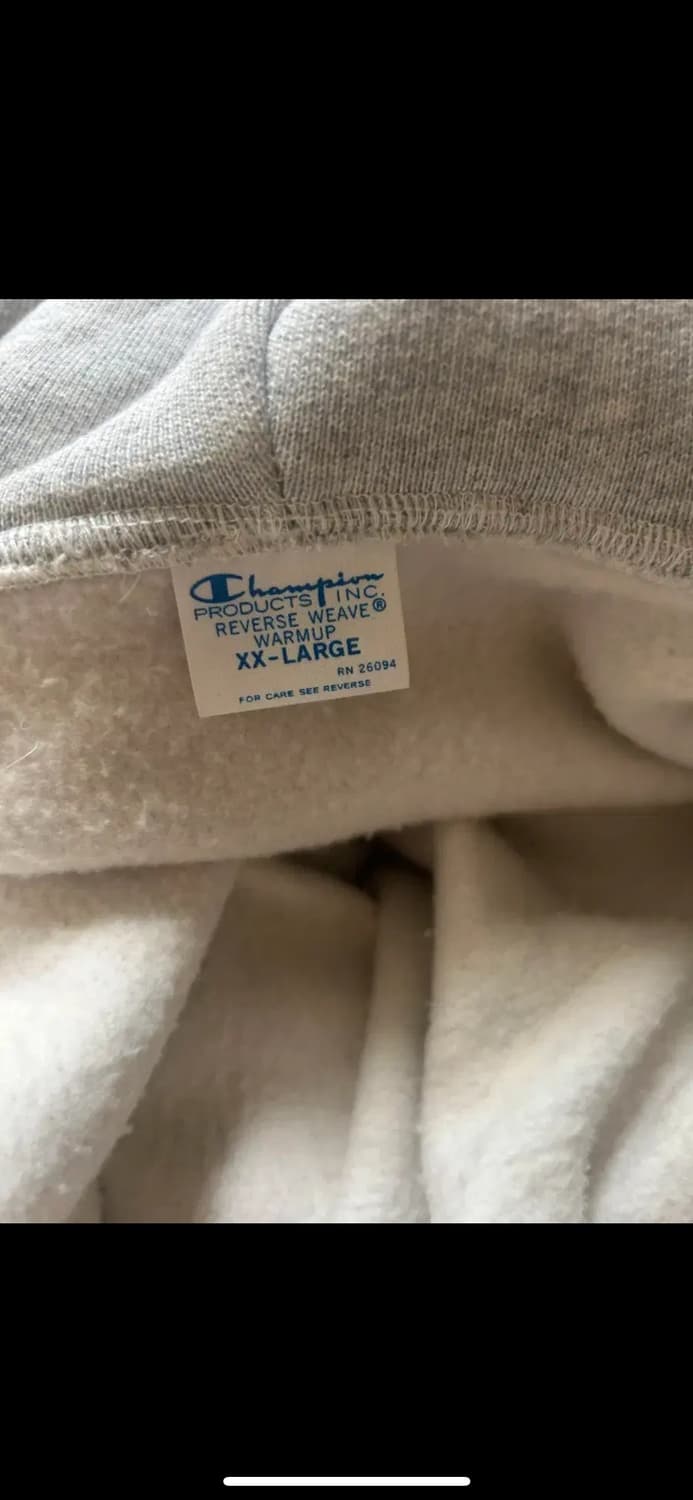 Champion
PRODUCTS INC.
REVERSE WEAVE®
WARMUP
XX-LARGE
RN 26094
FOR CARE SEE REVERSE